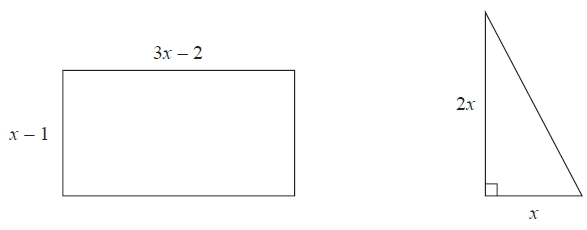 3x – 2
x – 1
2x
x